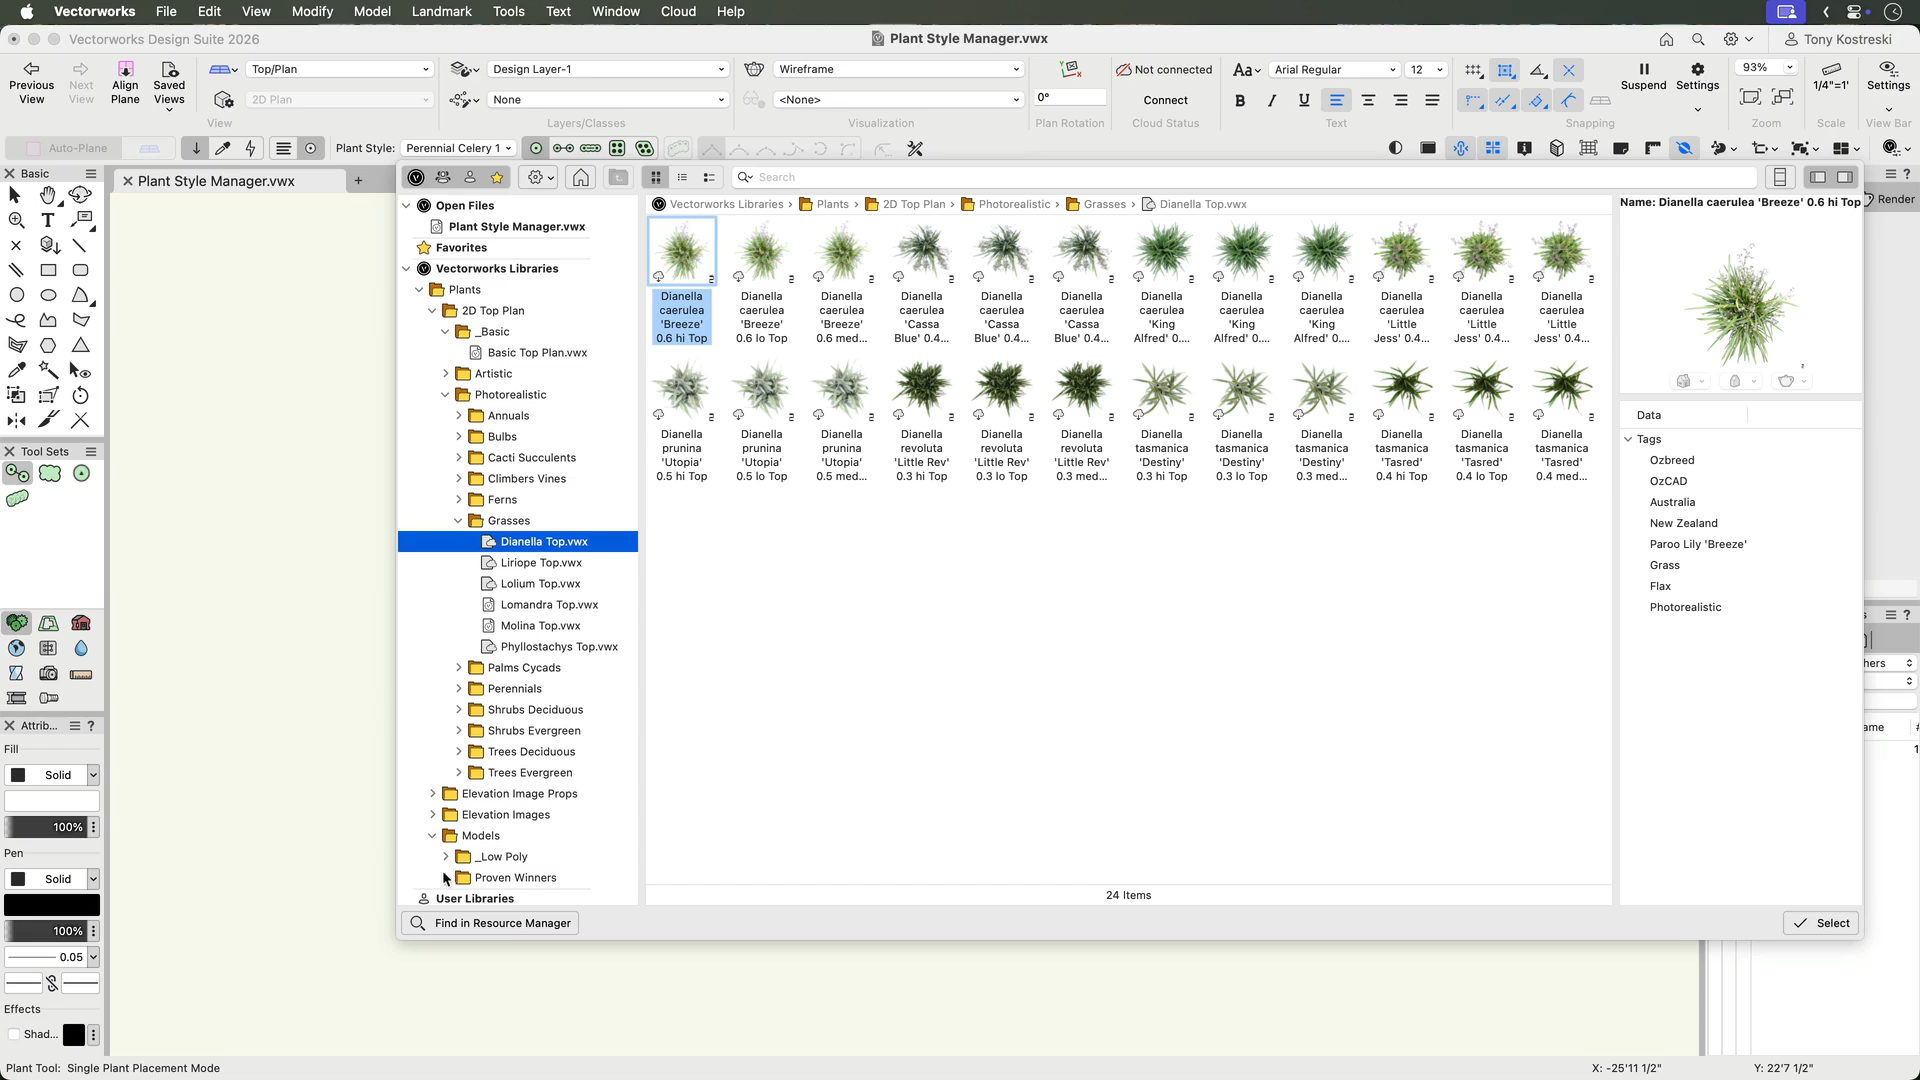 Vectorworks File Edit View Modify Model Landmark Tools Text Window Cloud Help
Vectorworks Design Suite 2026
Plant Style Manager.vwx
Tony Kostreski
Previous View
Next View
Align Plane
Saved Views
Top/Plan
2D Plan
View
Design Layer-1
None
Layers/Classes
Wireframe
<None>
Visualization
0°
Plan Rotation
Not connected
Connect
Cloud Status
Arial Regular
12
Text
Suspend
Settings
Snapping
93%
Zoom
1/4"=1'
Scale
Settings
View Bar
Auto-Plane
Plant Style: Perennial Celery 1
Basic
Plant Style Manager.vwx
Search
Render
Open Files
Plant Style Manager.vwx
Favorites
Vectorworks Libraries
Plants
2D Top Plan
_Basic
Basic Top Plan.vwx
Artistic
Photorealistic
Annuals
Bulbs
Cacti Succulents
Climbers Vines
Ferns
Grasses
Dianella Top.vwx
Liriope Top.vwx
Lolium Top.vwx
Lomandra Top.vwx
Molina Top.vwx
Phyllostachys Top.vwx
Palms Cycads
Perennials
Shrubs Deciduous
Shrubs Evergreen
Trees Deciduous
Trees Evergreen
Elevation Image Props
Elevation Images
Models
_Low Poly
Proven Winners
User Libraries
Find in Resource Manager
Vectorworks Libraries › Plants › 2D Top Plan › Photorealistic › Grasses › Dianella Top.vwx
Dianella caerulea 'Breeze' 0.6 hi Top
Dianella caerulea 'Breeze' 0.6 lo Top
Dianella caerulea 'Breeze' 0.6 med...
Dianella caerulea 'Cassa Blue' 0.4...
Dianella caerulea 'Cassa Blue' 0.4...
Dianella caerulea 'Cassa Blue' 0.4...
Dianella caerulea 'King Alfred' 0....
Dianella caerulea 'King Alfred' 0....
Dianella caerulea 'King Alfred' 0....
Dianella caerulea 'Little Jess' 0.4...
Dianella caerulea 'Little Jess' 0.4...
Dianella caerulea 'Little Jess' 0.4...
Dianella prunina 'Utopia' 0.5 hi Top
Dianella prunina 'Utopia' 0.5 lo Top
Dianella prunina 'Utopia' 0.5 med...
Dianella revoluta 'Little Rev' 0.3 hi Top
Dianella revoluta 'Little Rev' 0.3 lo Top
Dianella revoluta 'Little Rev' 0.3 med...
Dianella tasmanica 'Destiny' 0.3 hi Top
Dianella tasmanica 'Destiny' 0.3 lo Top
Dianella tasmanica 'Destiny' 0.3 med...
Dianella tasmanica 'Tasred' 0.4 hi Top
Dianella tasmanica 'Tasred' 0.4 lo Top
Dianella tasmanica 'Tasred' 0.4 med...
24 Items
Name: Dianella caerulea 'Breeze' 0.6 hi Top
Data
Tags
Ozbreed
OzCAD
Australia
New Zealand
Paroo Lily 'Breeze'
Grass
Flax
Photorealistic
Select
Tool Sets
Attrib...
Fill
Solid
100%
Pen
Solid
100%
0.05
Effects
Shad...
hers
ame #
1
Plant Tool: Single Plant Placement Mode
X: -25'11 1/2"
Y: 22'7 1/2"